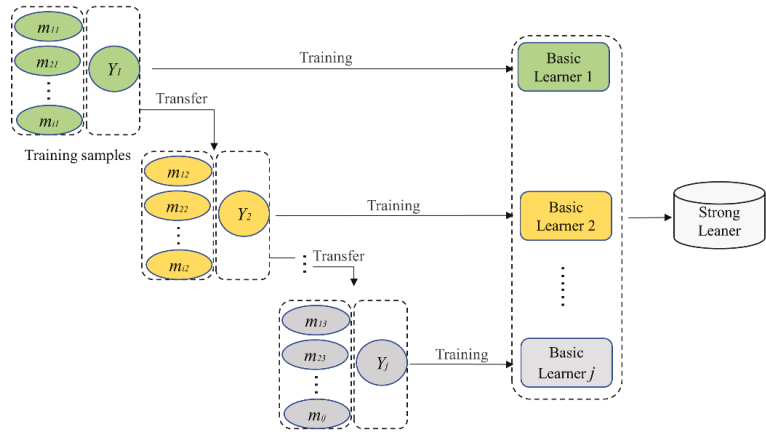 m11
m21
mi1
Y1
Training
Basic
Learner 1
Transfer
Training samples
m12
m22
mi2
Y2
Training
Basic
Learner 2
Strong
Leaner
Transfer
m13
m23
mij
Yj
Training
Basic
Learner j